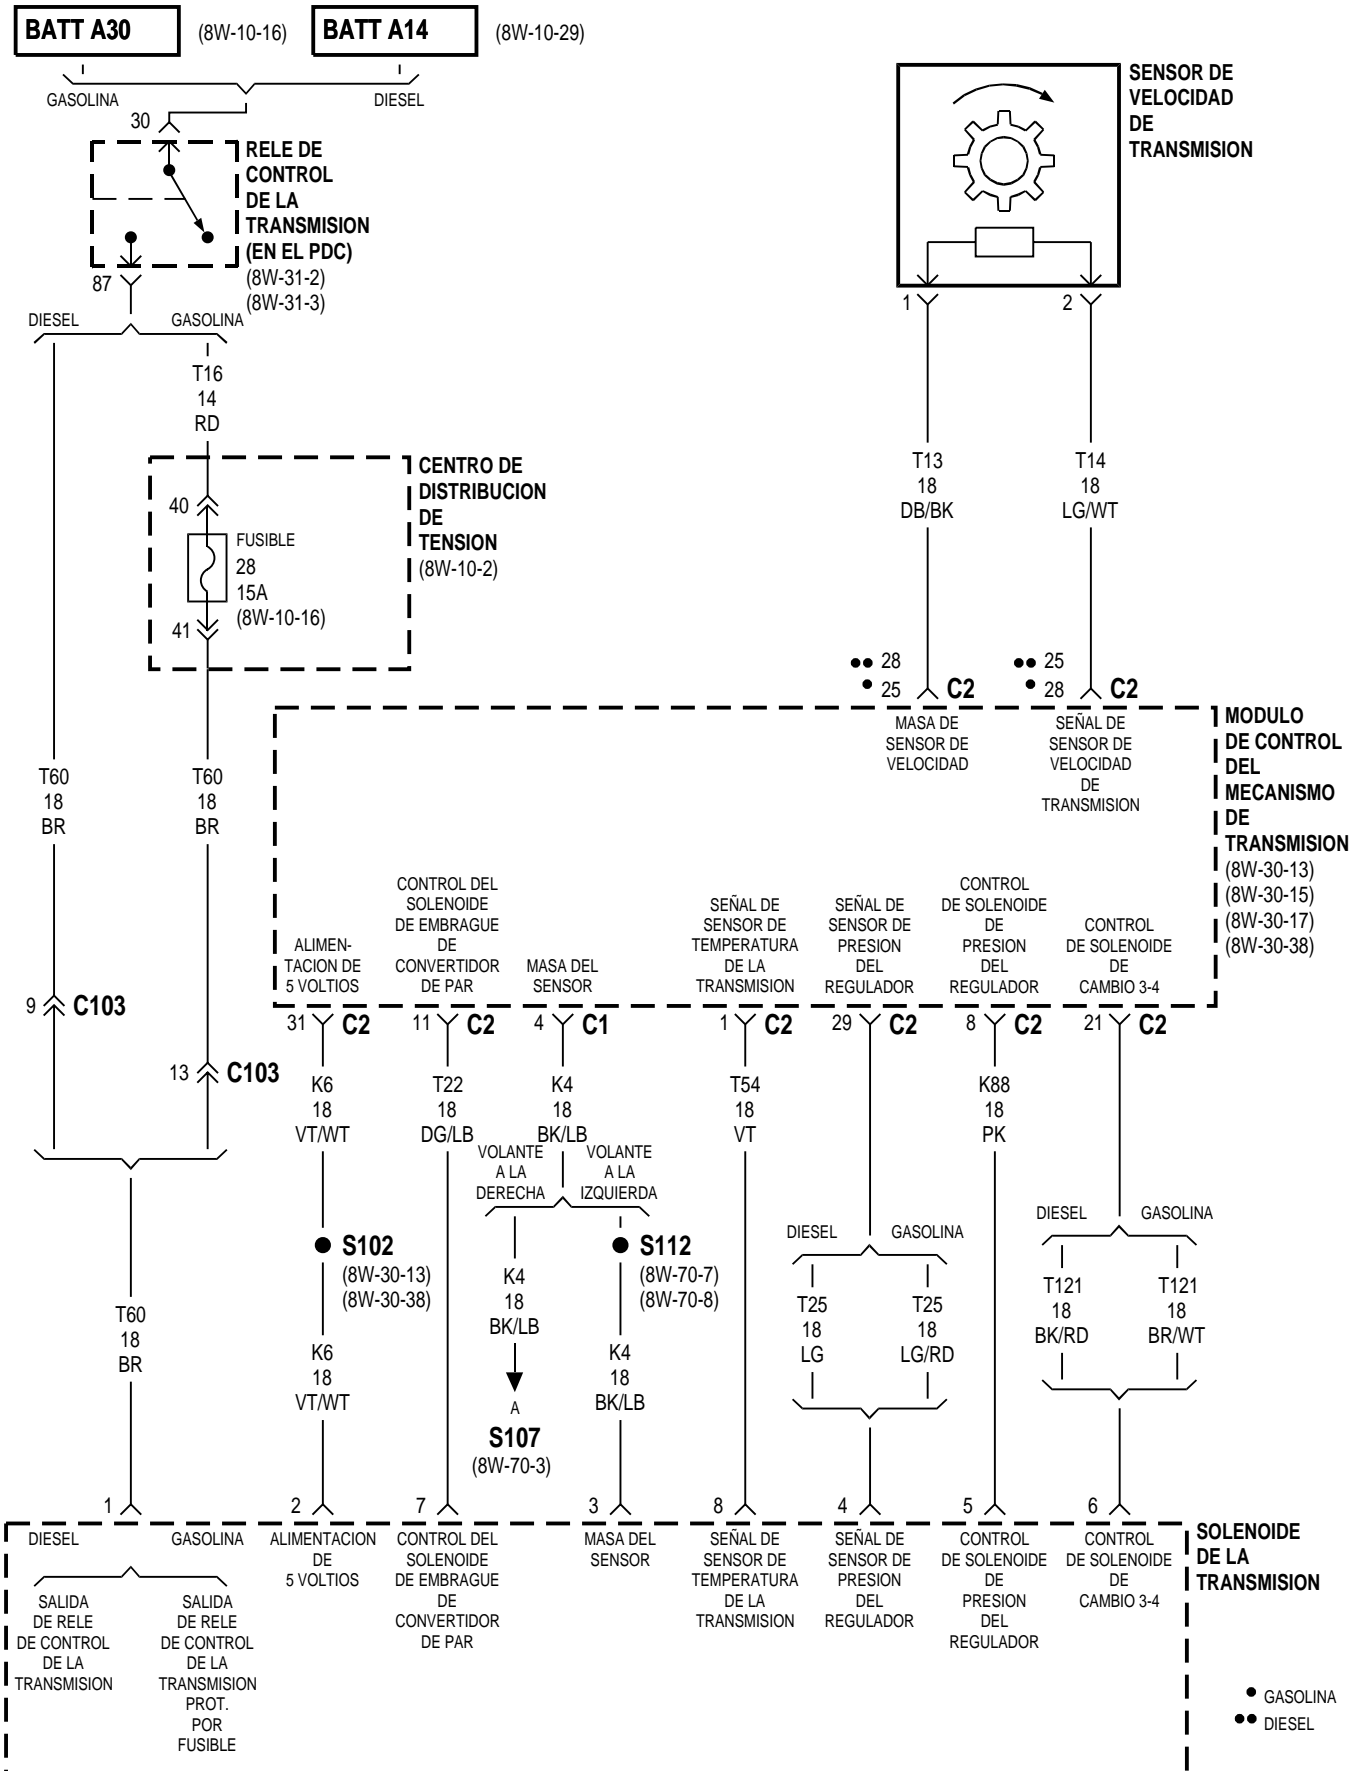 BATT A30
(8W-10-16)
BATT A14
(8W-10-29)
GASOLINA
DIESEL
30
RELE DE
CONTROL
DE LA
TRANSMISION
(EN EL PDC)
(8W-31-2)
(8W-31-3)
87
DIESEL
GASOLINA
T16
14
RD
SENSOR DE
VELOCIDAD
DE
TRANSMISION
1
2
CENTRO DE
DISTRIBUCION
DE
TENSION
(8W-10-2)
40
FUSIBLE
28
15A
(8W-10-16)
41
T13
18
DB/BK
T14
18
LG/WT
28
25
C2
25
28
C2
MASA DE
SENSOR DE
VELOCIDAD
SEÑAL DE
SENSOR DE
VELOCIDAD
DE
TRANSMISION
MODULO
DE CONTROL
DEL
MECANISMO
DE
TRANSMISION
(8W-30-13)
(8W-30-15)
(8W-30-17)
(8W-30-38)
T60
18
BR
T60
18
BR
ALIMEN-
TACION DE
5 VOLTIOS
CONTROL DEL
SOLENOIDE
DE EMBRAGUE
DE
CONVERTIDOR
DE PAR
MASA DEL
SENSOR
SEÑAL DE
SENSOR DE
TEMPERATURA
DE LA
TRANSMISION
SEÑAL DE
SENSOR DE
PRESION
DEL
REGULADOR
CONTROL
DE SOLENOIDE
DE
PRESION
DEL
REGULADOR
CONTROL
DE SOLENOIDE
DE
CAMBIO 3-4
9
C103
13
C103
31
C2
11
C2
4
C1
1
C2
29
C2
8
C2
21
C2
K6
18
VT/WT
T22
18
DG/LB
K4
18
BK/LB
T54
18
VT
K88
18
PK
VOLANTE
A LA
DERECHA
VOLANTE
A LA
IZQUIERDA
S102
(8W-30-13)
(8W-30-38)
K4
18
BK/LB
S112
(8W-70-7)
(8W-70-8)
DIESEL
GASOLINA
T25
18
LG
T25
18
LG/RD
DIESEL
GASOLINA
T121
18
BK/RD
T121
18
BR/WT
T60
18
BR
K6
18
VT/WT
A
S107
(8W-70-3)
K4
18
BK/LB
1
2
7
3
8
4
5
6
DIESEL
GASOLINA
SALIDA
DE RELE
DE CONTROL
DE LA
TRANSMISION
SALIDA
DE RELE
DE CONTROL
DE LA
TRANSMISION
PROT.
POR
FUSIBLE
ALIMENTACION
DE
5 VOLTIOS
CONTROL DEL
SOLENOIDE
DE EMBRAGUE
DE
CONVERTIDOR
DE PAR
MASA DEL
SENSOR
SEÑAL DE
SENSOR DE
TEMPERATURA
DE LA
TRANSMISION
SEÑAL DE
SENSOR DE
PRESION
DEL
REGULADOR
CONTROL
DE SOLENOIDE
DE
PRESION
DEL
REGULADOR
CONTROL
DE SOLENOIDE
DE
CAMBIO 3-4
SOLENOIDE
DE LA
TRANSMISION
GASOLINA
DIESEL